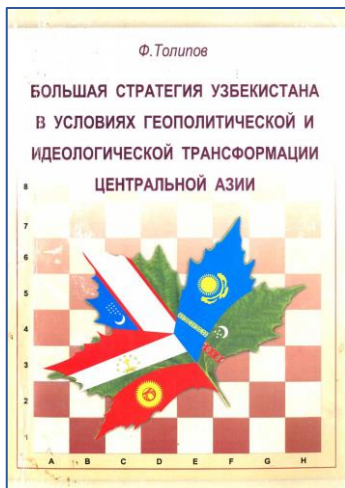 Ф.Толипов
БОЛЬШАЯ СТРАТЕГИЯ УЗБЕКИСТАНА
В УСЛОВИЯХ ГЕОПОЛИТИЧЕСКОЙ И
ИДЕОЛОГИЧЕСКОЙ ТРАНСФОРМАЦИИ
ЦЕНТРАЛЬНОЙ АЗИИ
8
7
6
5
4
3
2
1
A B C D E F G H